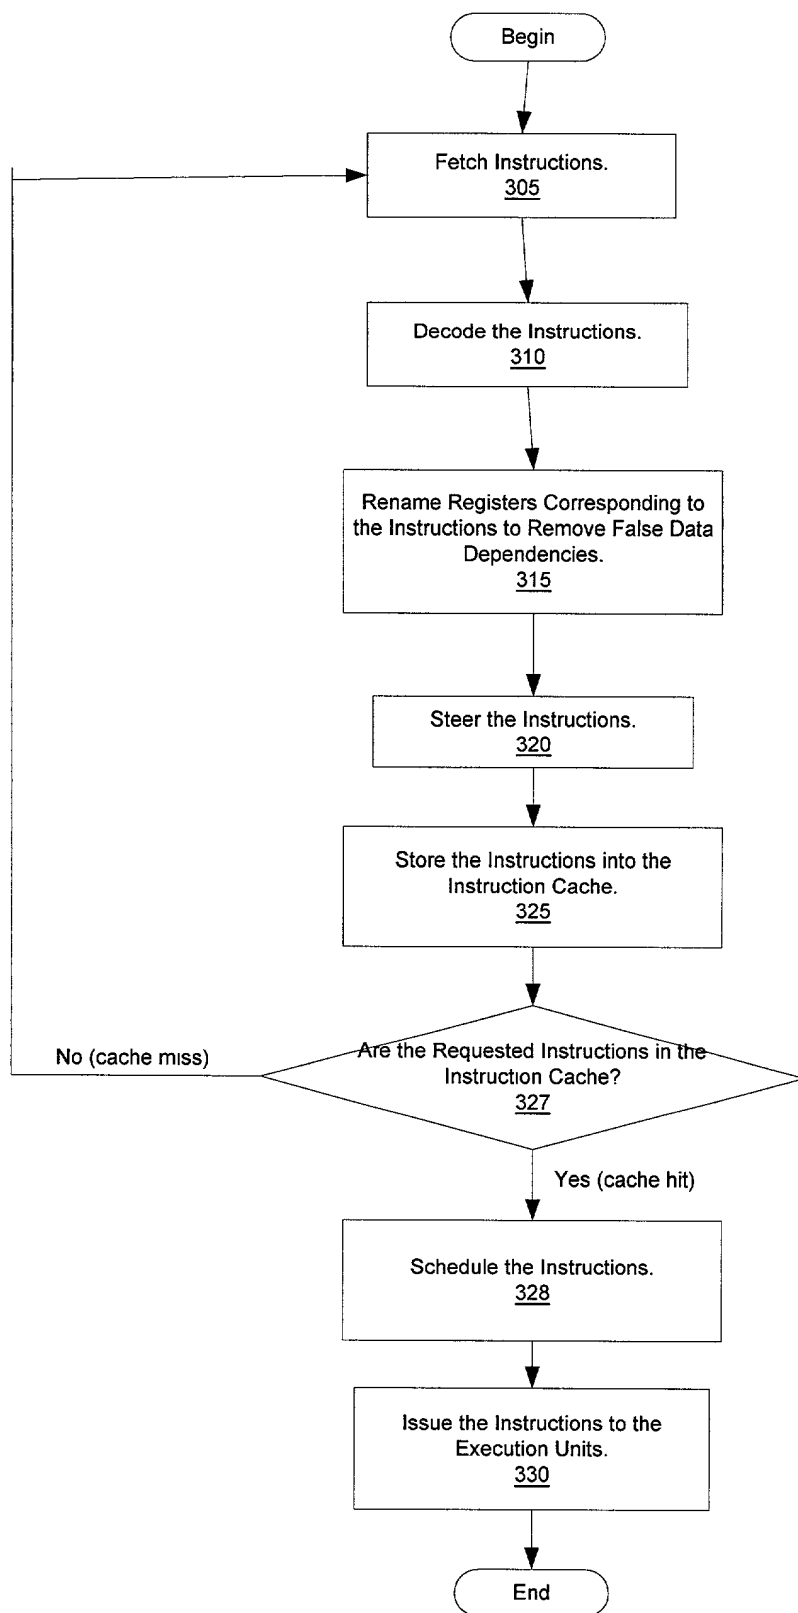 Begin
Fetch Instructions.
305
Decode the Instructions.
310
Rename Registers Corresponding to
the Instructions to Remove False Data
Dependencies.
315
Steer the Instructions.
320
Store the Instructions into the
Instruction Cache.
325
No (cache miss)
Are the Requested Instructions in the
Instruction Cache?
327
Yes (cache hit)
Schedule the Instructions.
328
Issue the Instructions to the
Execution Units.
330
End